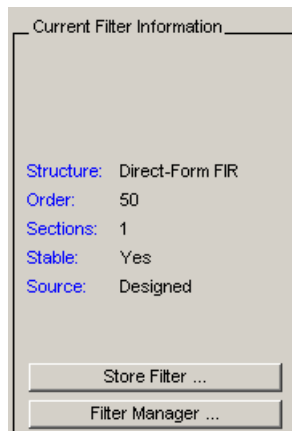 Current Filter Information
Structure: Direct-Form FIR
Order: 50
Sections: 1
Stable: Yes
Source: Designed
Store Filter ...
Filter Manager ...